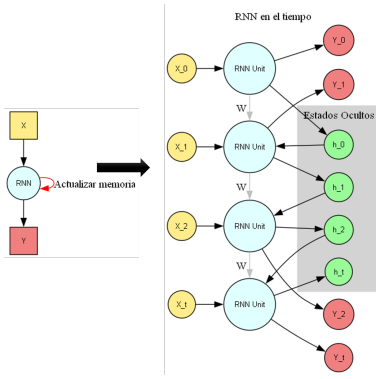 RNN en el tiempo
X
RNN
Actualizar memoria
Y
X_0
RNN Unit
Y_0
Y_1
W
Estados Ocultos
X_1
RNN Unit
h_0
h_1
W
X_2
RNN Unit
h_2
W
h_t
X_t
RNN Unit
Y_2
Y_t